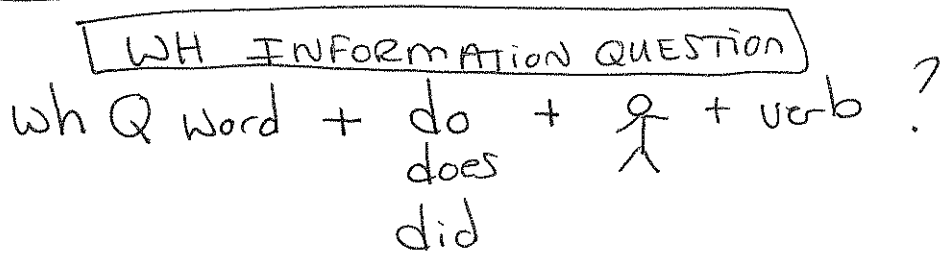 WH INFORMATION QUESTION
Wh Q Word + do + + verb ?
does
did